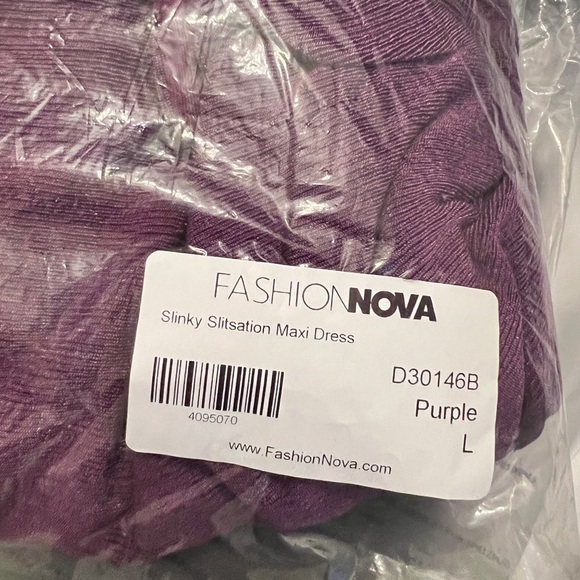 FASHIONNOVA
Slinky Slitsation Maxi Dress
D30146B
Purple
L
4095070
www.FashionNova.com